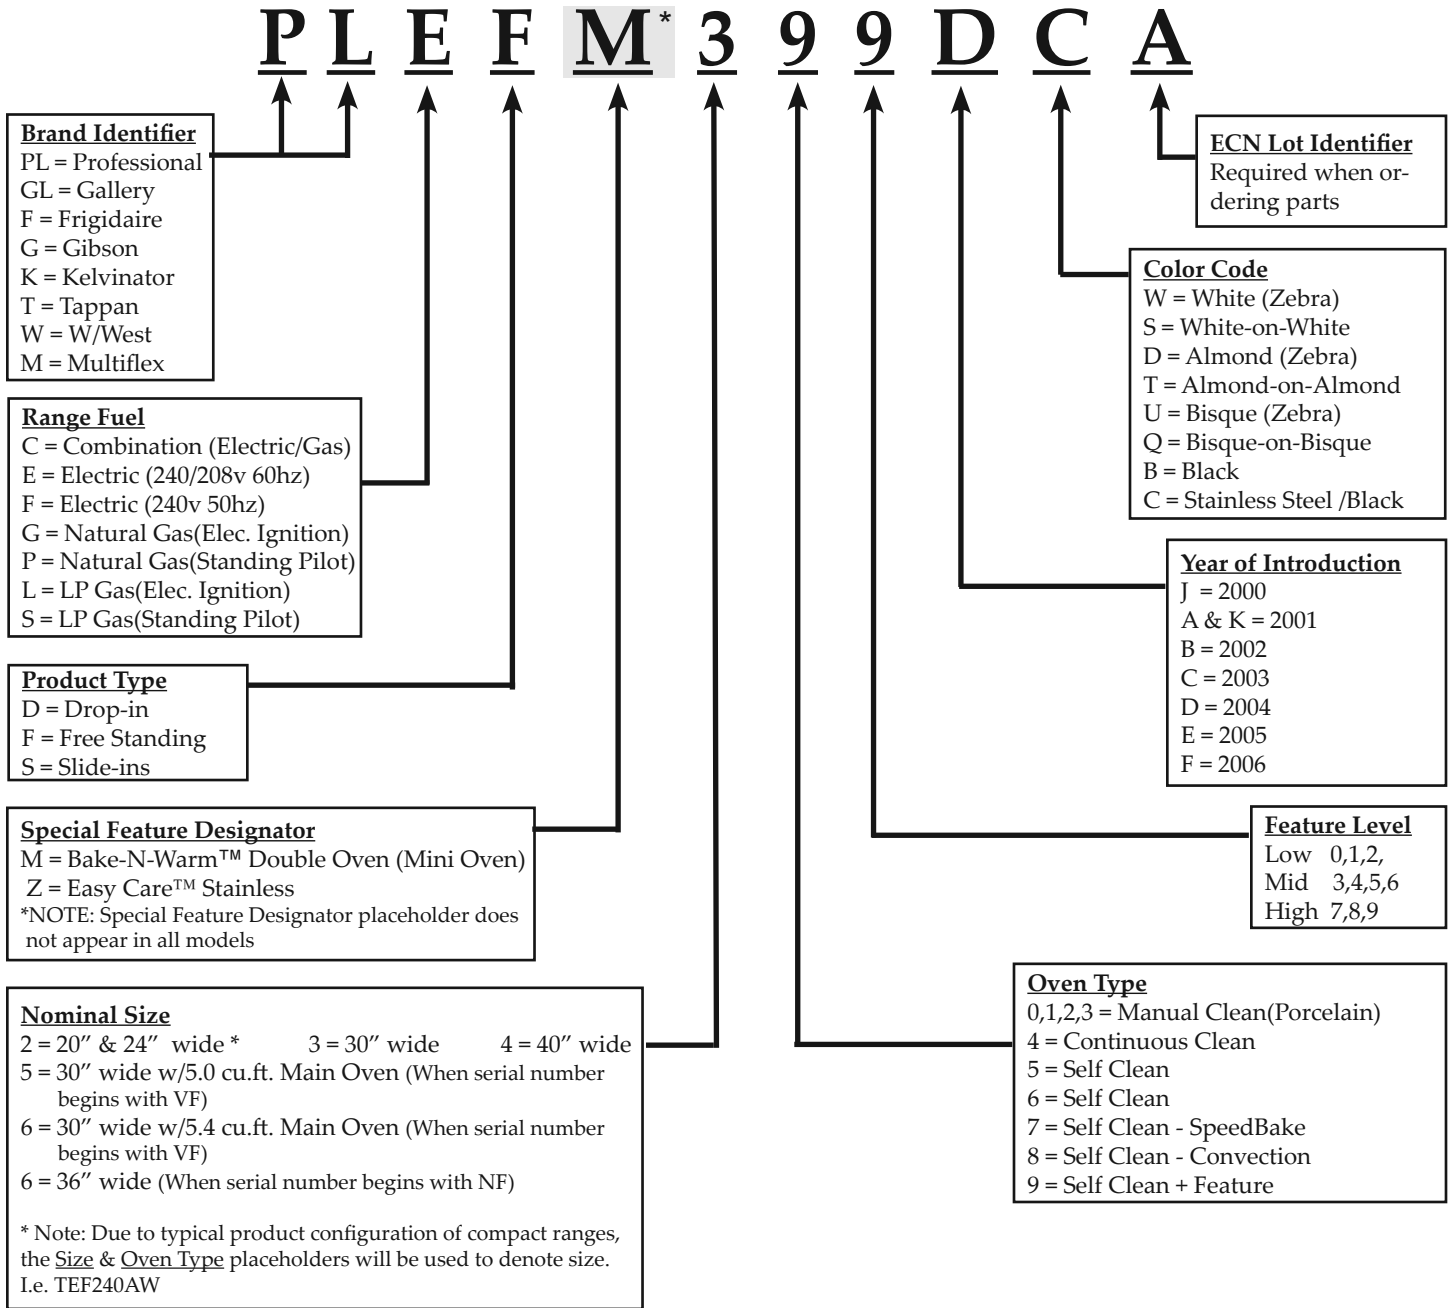 P L E F M* 3 9 9 D C A
Brand Identifier
PL = Professional
GL = Gallery
F = Frigidaire
G = Gibson
K = Kelvinator
T = Tappan
W = W/West
M = Multiflex
ECN Lot Identifier
Required when or-
dering parts
Color Code
W = White (Zebra)
S = White-on-White
D = Almond (Zebra)
T = Almond-on-Almond
U = Bisque (Zebra)
Q = Bisque-on-Bisque
B = Black
C = Stainless Steel /Black
Range Fuel
C = Combination (Electric/Gas)
E = Electric (240/208v 60hz)
F = Electric (240v 50hz)
G = Natural Gas(Elec. Ignition)
P = Natural Gas(Standing Pilot)
L = LP Gas(Elec. Ignition)
S = LP Gas(Standing Pilot)
Year of Introduction
J = 2000
A & K = 2001
B = 2002
C = 2003
D = 2004
E = 2005
F = 2006
Product Type
D = Drop-in
F = Free Standing
S = Slide-ins
Special Feature Designator
M = Bake-N-Warm™ Double Oven (Mini Oven)
Z = Easy Care™ Stainless
*NOTE: Special Feature Designator placeholder does
not appear in all models
Feature Level
Low 0,1,2,
Mid 3,4,5,6
High 7,8,9
Nominal Size
2 = 20" & 24" wide * 3 = 30" wide 4 = 40" wide
5 = 30" wide w/5.0 cu.ft. Main Oven (When serial number
begins with VF)
6 = 30" wide w/5.4 cu.ft. Main Oven (When serial number
begins with VF)
6 = 36" wide (When serial number begins with NF)
* Note: Due to typical product configuration of compact ranges,
the Size & Oven Type placeholders will be used to denote size.
I.e. TEF240AW
Oven Type
0,1,2,3 = Manual Clean(Porcelain)
4 = Continuous Clean
5 = Self Clean
6 = Self Clean
7 = Self Clean - SpeedBake
8 = Self Clean - Convection
9 = Self Clean + Feature